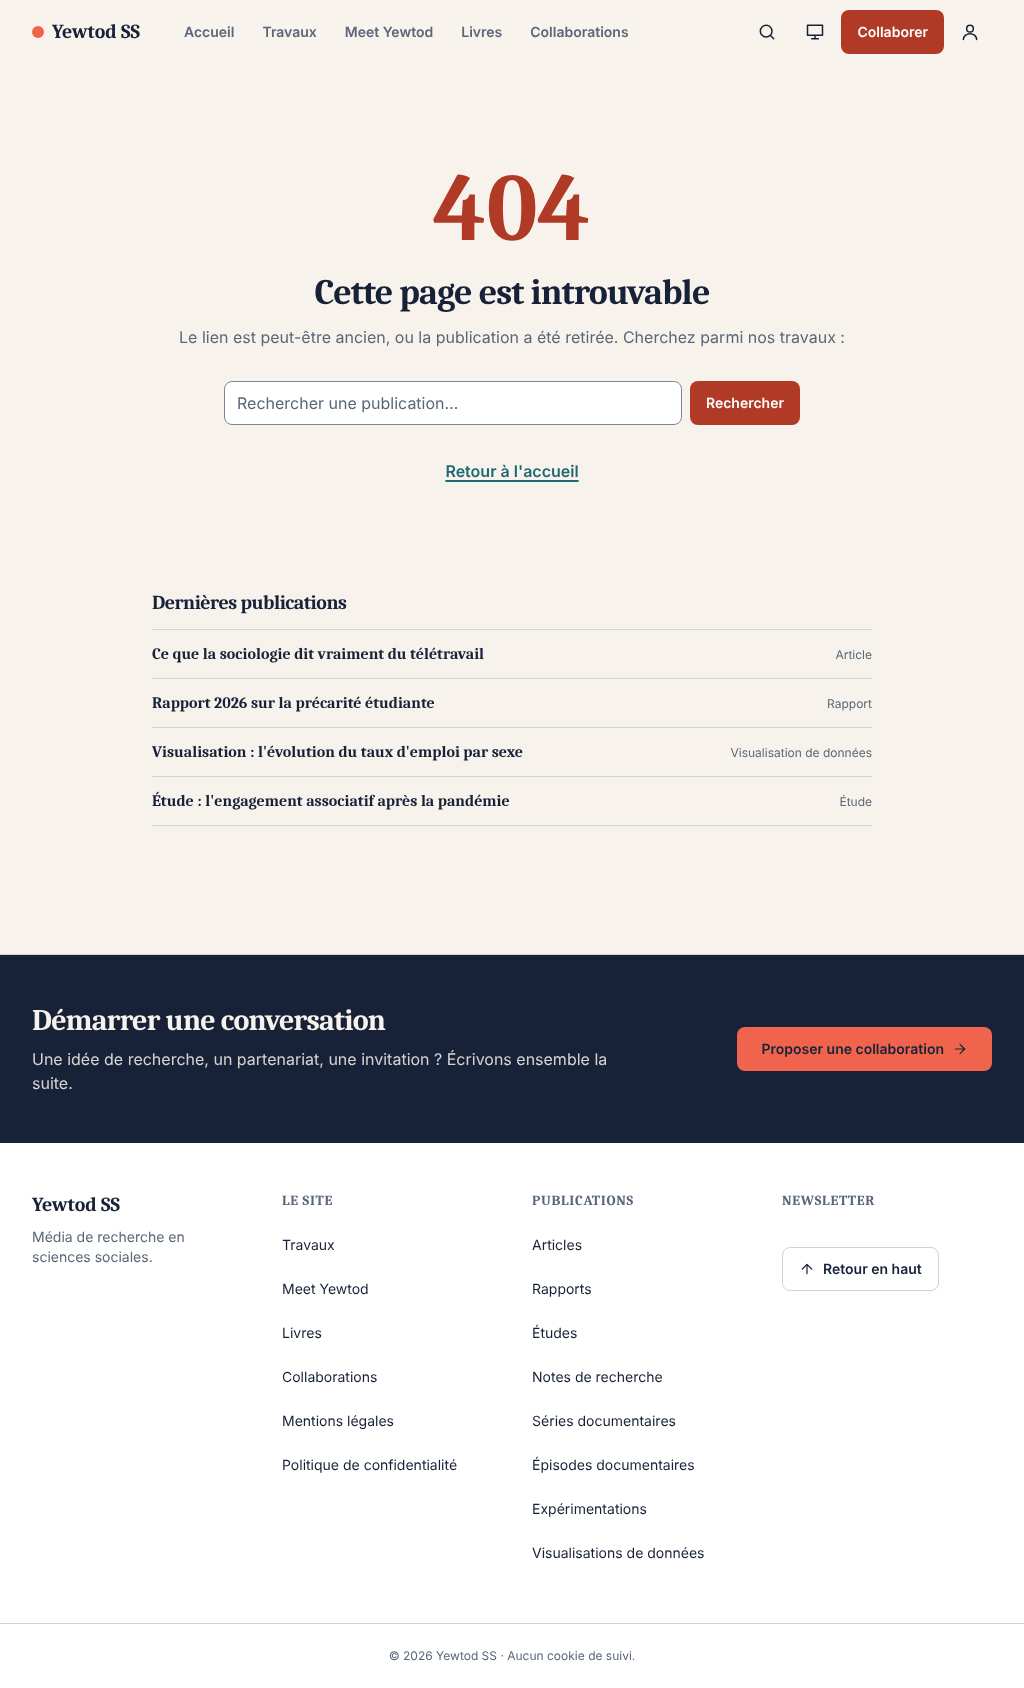 Yewtod SS
Accueil
Travaux
Meet Yewtod
Livres
Collaborations
Collaborer
404
Cette page est introuvable
Le lien est peut-être ancien, ou la publication a été retirée. Cherchez parmi nos travaux :
Rechercher une publication...
Rechercher
Retour à l'accueil
Dernières publications
Ce que la sociologie dit vraiment du télétravail
Article
Rapport 2026 sur la précarité étudiante
Rapport
Visualisation : l'évolution du taux d'emploi par sexe
Visualisation de données
Étude : l'engagement associatif après la pandémie
Étude
Démarrer une conversation
Une idée de recherche, un partenariat, une invitation ? Écrivons ensemble la
suite.
Proposer une collaboration
Yewtod SS
Média de recherche en
sciences sociales.
LE SITE
Travaux
Meet Yewtod
Livres
Collaborations
Mentions légales
Politique de confidentialité
PUBLICATIONS
Articles
Rapports
Études
Notes de recherche
Séries documentaires
Épisodes documentaires
Expérimentations
Visualisations de données
NEWSLETTER
Retour en haut
© 2026 Yewtod SS · Aucun cookie de suivi.